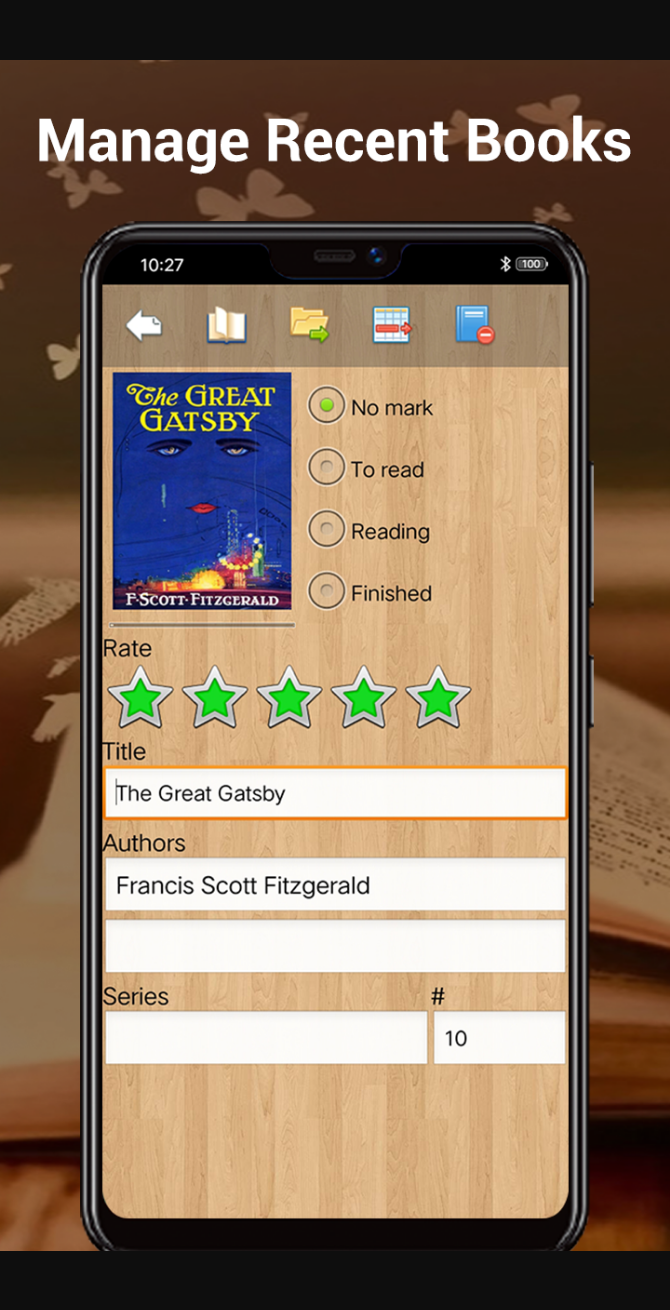 Manage Recent Books
10:27
100
The GREAT
GATSBY
F·SCOTT·FITZGERALD
No mark
To read
Reading
Finished
Rate
Title
The Great Gatsby
Authors
Francis Scott Fitzgerald
Series #
10